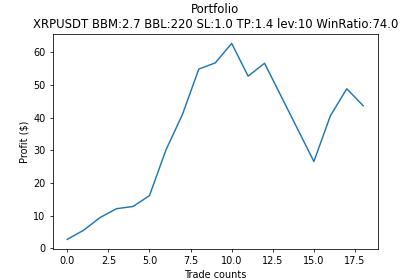 Portfolio
XRPUSDT BBM:2.7 BBL:220 SL:1.0 TP:1.4 lev:10 WinRatio:74.0
60
50
40
30
20
10
0
Profit ($)
0.0 2.5 5.0 7.5 10.0 12.5 15.0 17.5
Trade counts